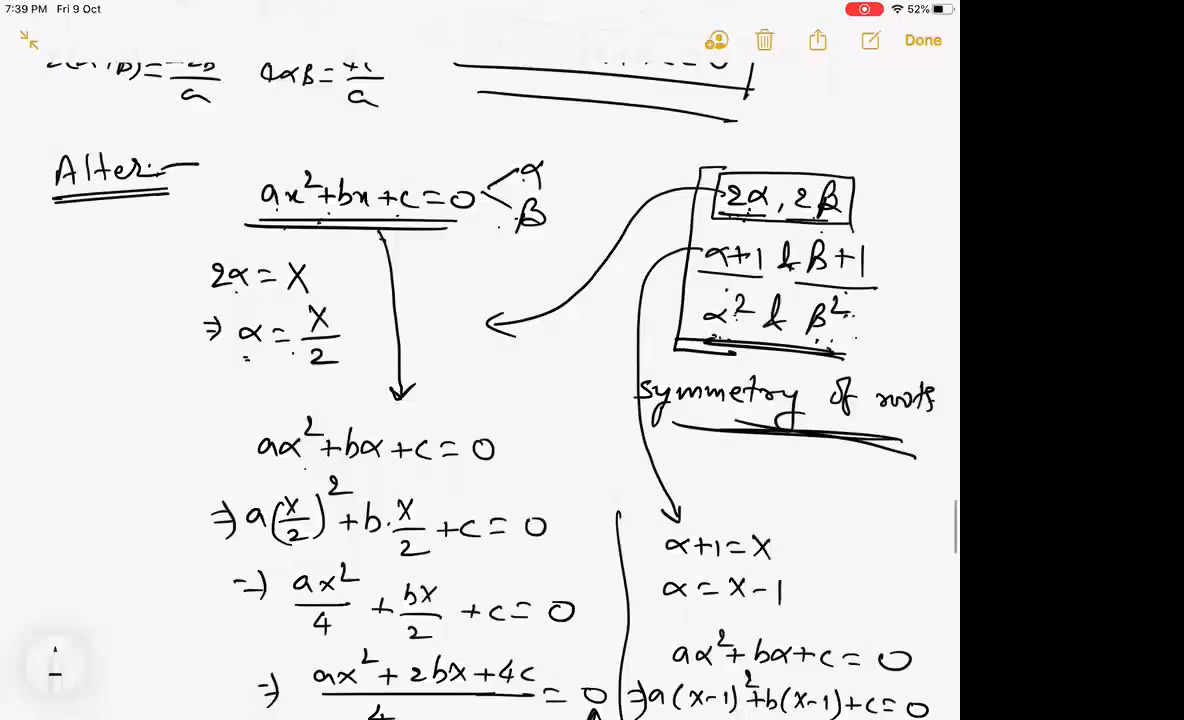 7:39 PM Fri 9 Oct
52%
Done
4αβ = 
a
a
Alter:-
ax²+bx+c=0 < α
β
2α, 2β
α+1 & β+1
α² & β²
symmetry of roots
2α = X
⇒ α = X/2
aα²+bα+c=0
⇒ a(X/2)²+b.X/2+c=0
⇒ ax²/4 + bx/2 + c = 0
⇒ ax²+2bx+4c/4 = 0
α+1=X
α = X-1
aα²+bα+c=0
⇒a(X-1)²+b(X-1)+c=0